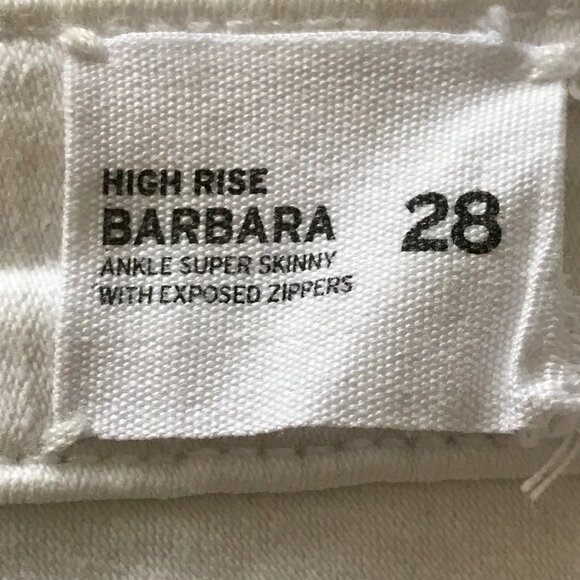 HIGH RISE
BARBARA 28
ANKLE SUPER SKINNY
WITH EXPOSED ZIPPERS